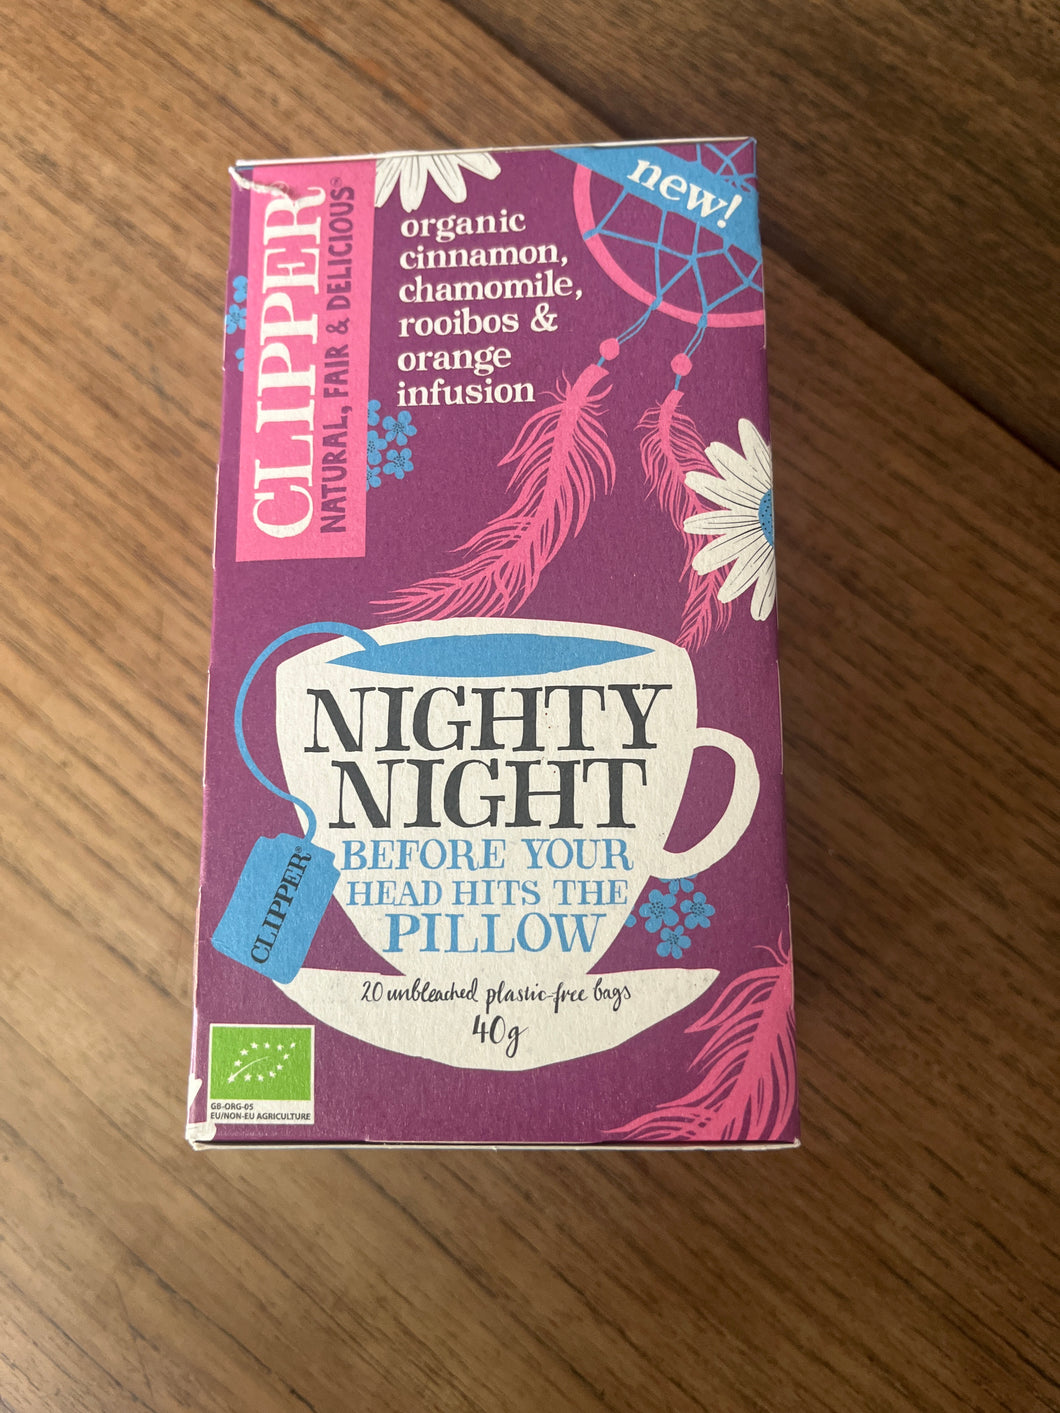 CLIPPER®
NATURAL, FAIR & DELICIOUS®
new!
organic
cinnamon,
chamomile,
rooibos &
orange
infusion
NIGHTY
NIGHT
BEFORE YOUR
HEAD HITS THE
PILLOW
CLIPPER®
20 unbleached plastic-free bags
40g
GB-ORG-05
EU/NON-EU AGRICULTURE